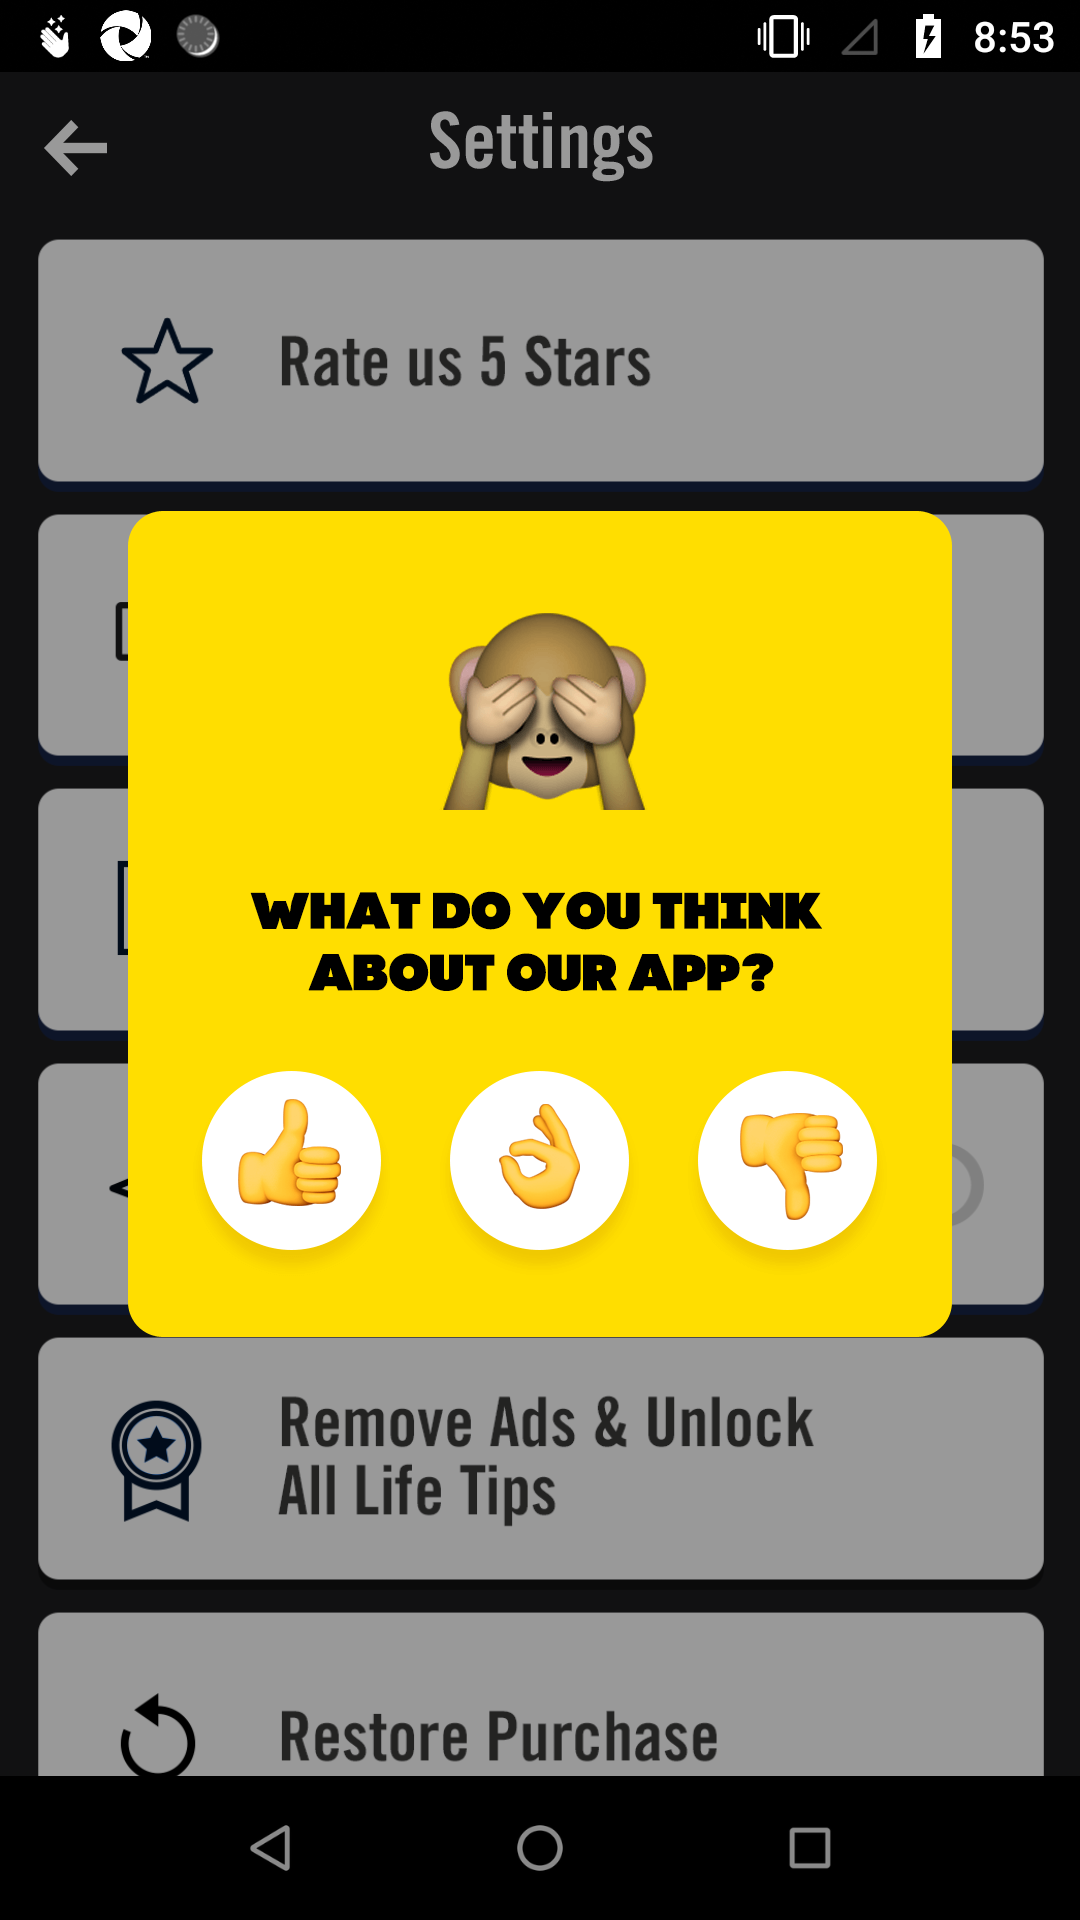 8:53
Settings
Rate us 5 Stars
WHAT DO YOU THINK
ABOUT OUR APP?
Remove Ads & Unlock
All Life Tips
Restore Purchase